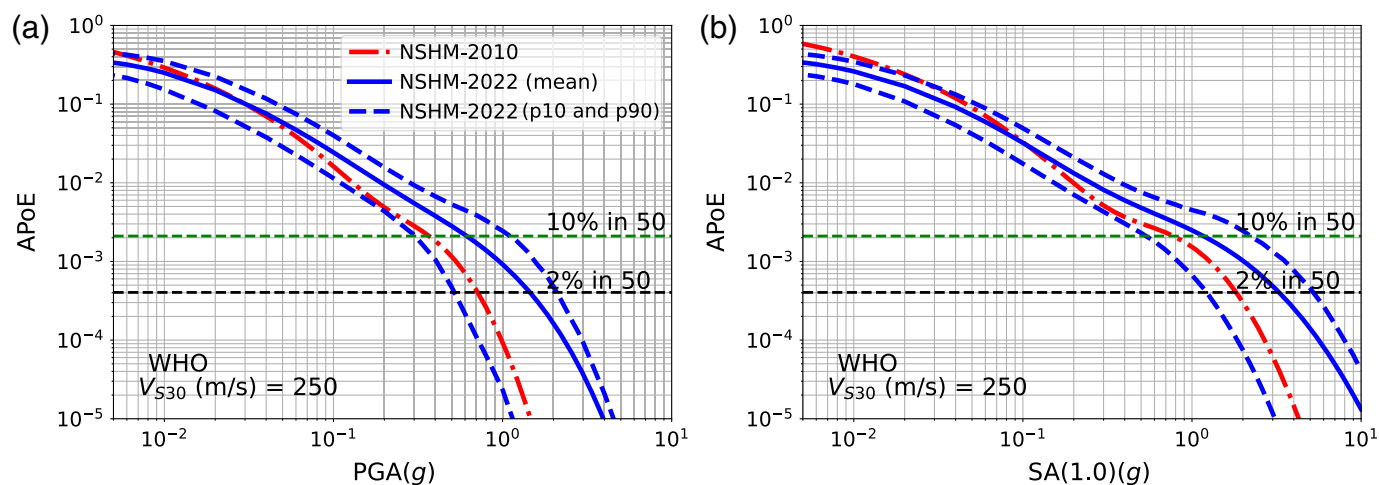 (a)
APoE
10⁰
10⁻¹
10⁻²
10⁻³
10⁻⁴
10⁻⁵
NSHM-2010
NSHM-2022 (mean)
NSHM-2022 (p10 and p90)
10% in 50
2% in 50
WHO
V_S30 (m/s) = 250
10⁻² 10⁻¹ 10⁰ 10¹
PGA(g)
(b)
APoE
10⁰
10⁻¹
10⁻²
10⁻³
10⁻⁴
10⁻⁵
10% in 50
2% in 50
WHO
V_S30 (m/s) = 250
10⁻² 10⁻¹ 10⁰ 10¹
SA(1.0)(g)